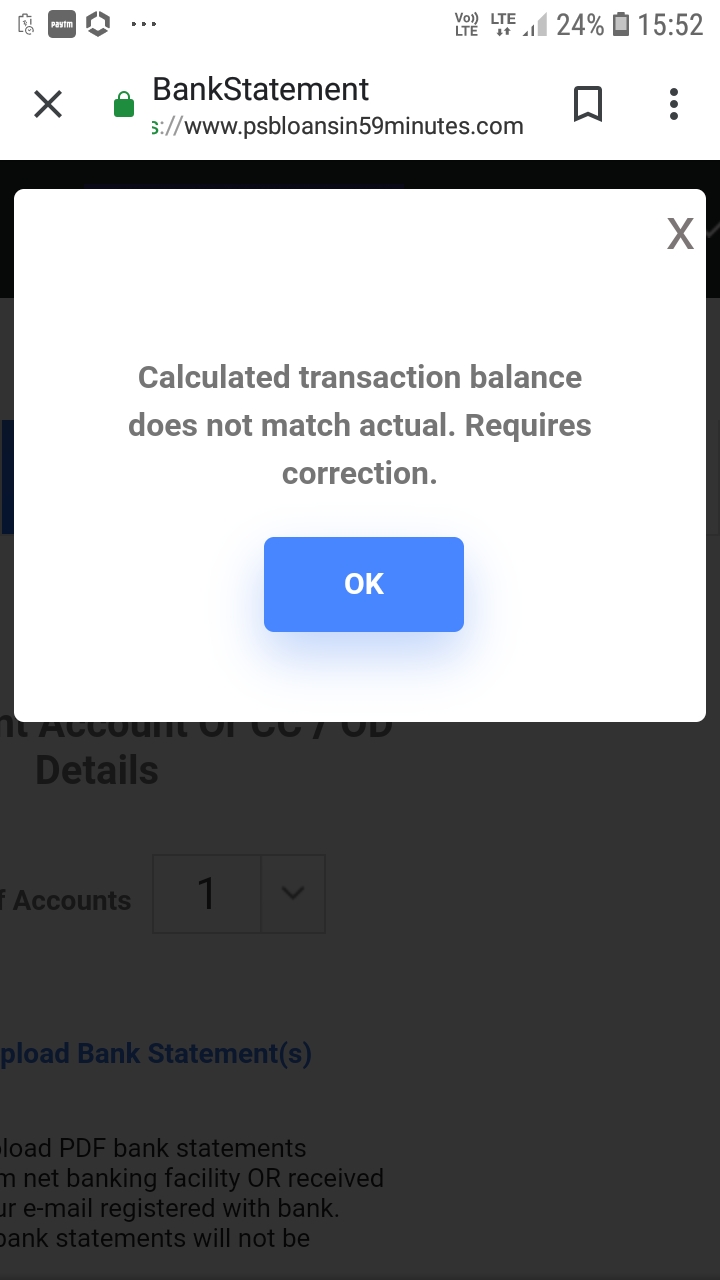 paytm
Vo)) LTE LTE 24% 15:52
BankStatement
s://www.psbloansin59minutes.com
X
Calculated transaction balance
does not match actual. Requires
correction.
OK
nt Account Or CC / OD
Details
f Accounts 1
pload Bank Statement(s)
load PDF bank statements
m net banking facility OR received
ur e-mail registered with bank.
bank statements will not be